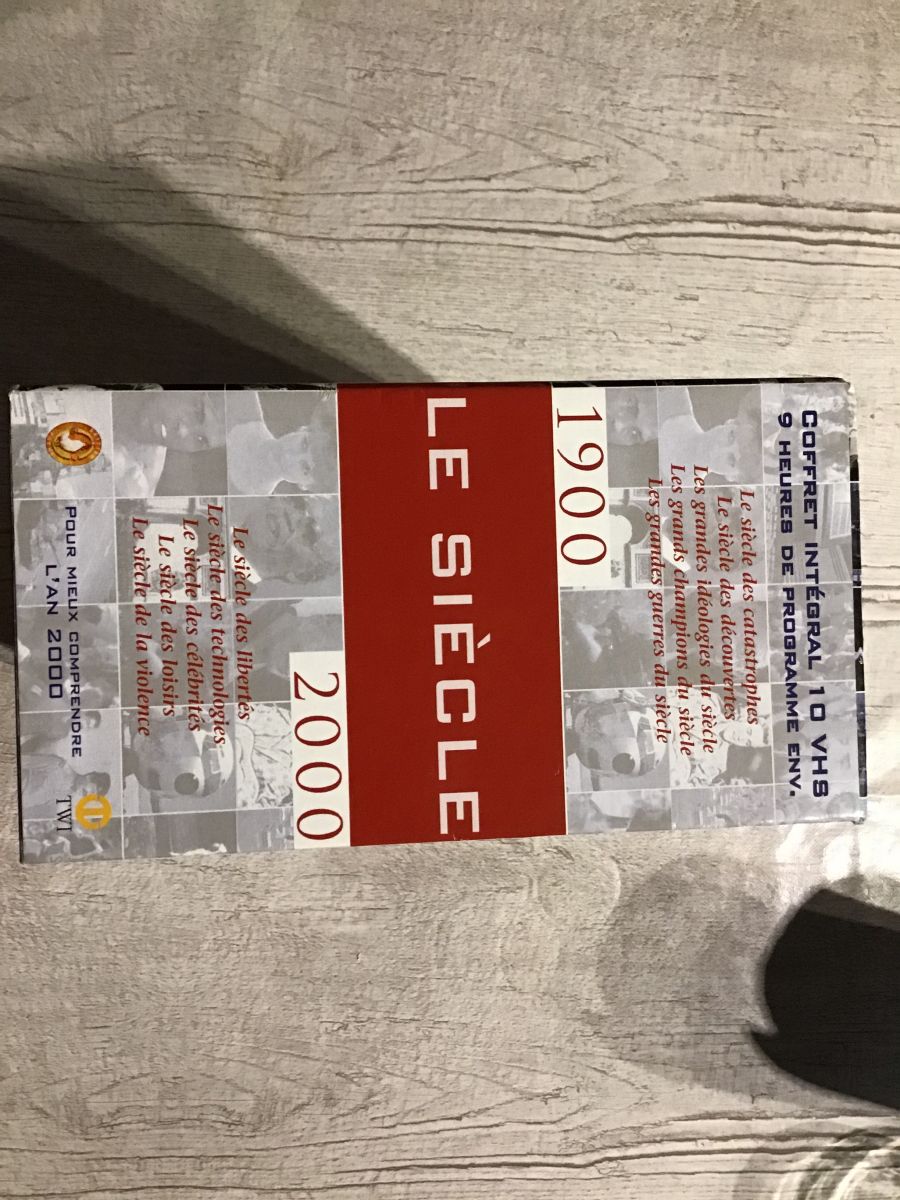 COFFRET INTÉGRAL 10 VHS
9 HEURES DE PROGRAMME ENV.
Le siècle des catastrophes
Le siècle des découvertes
Les grandes idéologies du siècle
Les grands champions du siècle
Les grandes guerres du siècle
1900
LE SIÈCLE
2000
Le siècle des libertés
Le siècle des technologies
Le siècle des célébrités
Le siècle des loisirs
Le siècle de la violence
POUR MIEUX COMPRENDRE
L'AN 2000
TWI